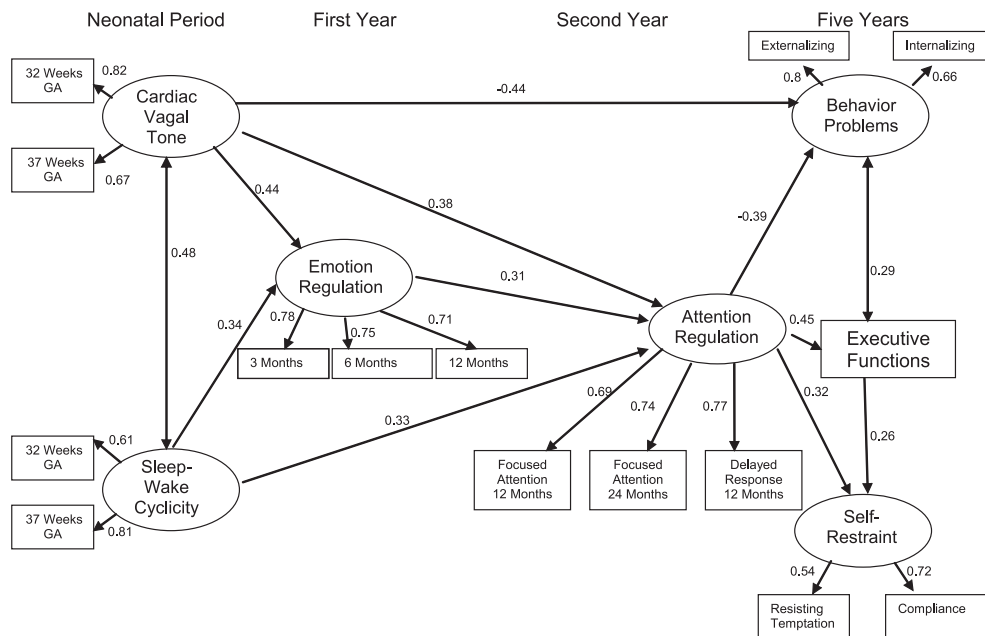 Neonatal Period
First Year
Second Year
Five Years
Externalizing
Internalizing
0.8
0.66
32 Weeks
GA
0.82
Cardiac
Vagal
Tone
-0.44
Behavior
Problems
37 Weeks
GA
0.67
0.44
0.38
-0.39
0.48
Emotion
Regulation
0.31
0.29
0.34
0.78
0.75
0.71
Attention
Regulation
0.45
Executive
Functions
3 Months
6 Months
12 Months
0.33
0.69
0.74
0.77
0.32
0.26
32 Weeks
GA
0.61
Sleep-
Wake
Cyclicity
37 Weeks
GA
0.81
Focused
Attention
12 Months
Focused
Attention
24 Months
Delayed
Response
12 Months
Self-
Restraint
0.54
0.72
Resisting
Temptation
Compliance